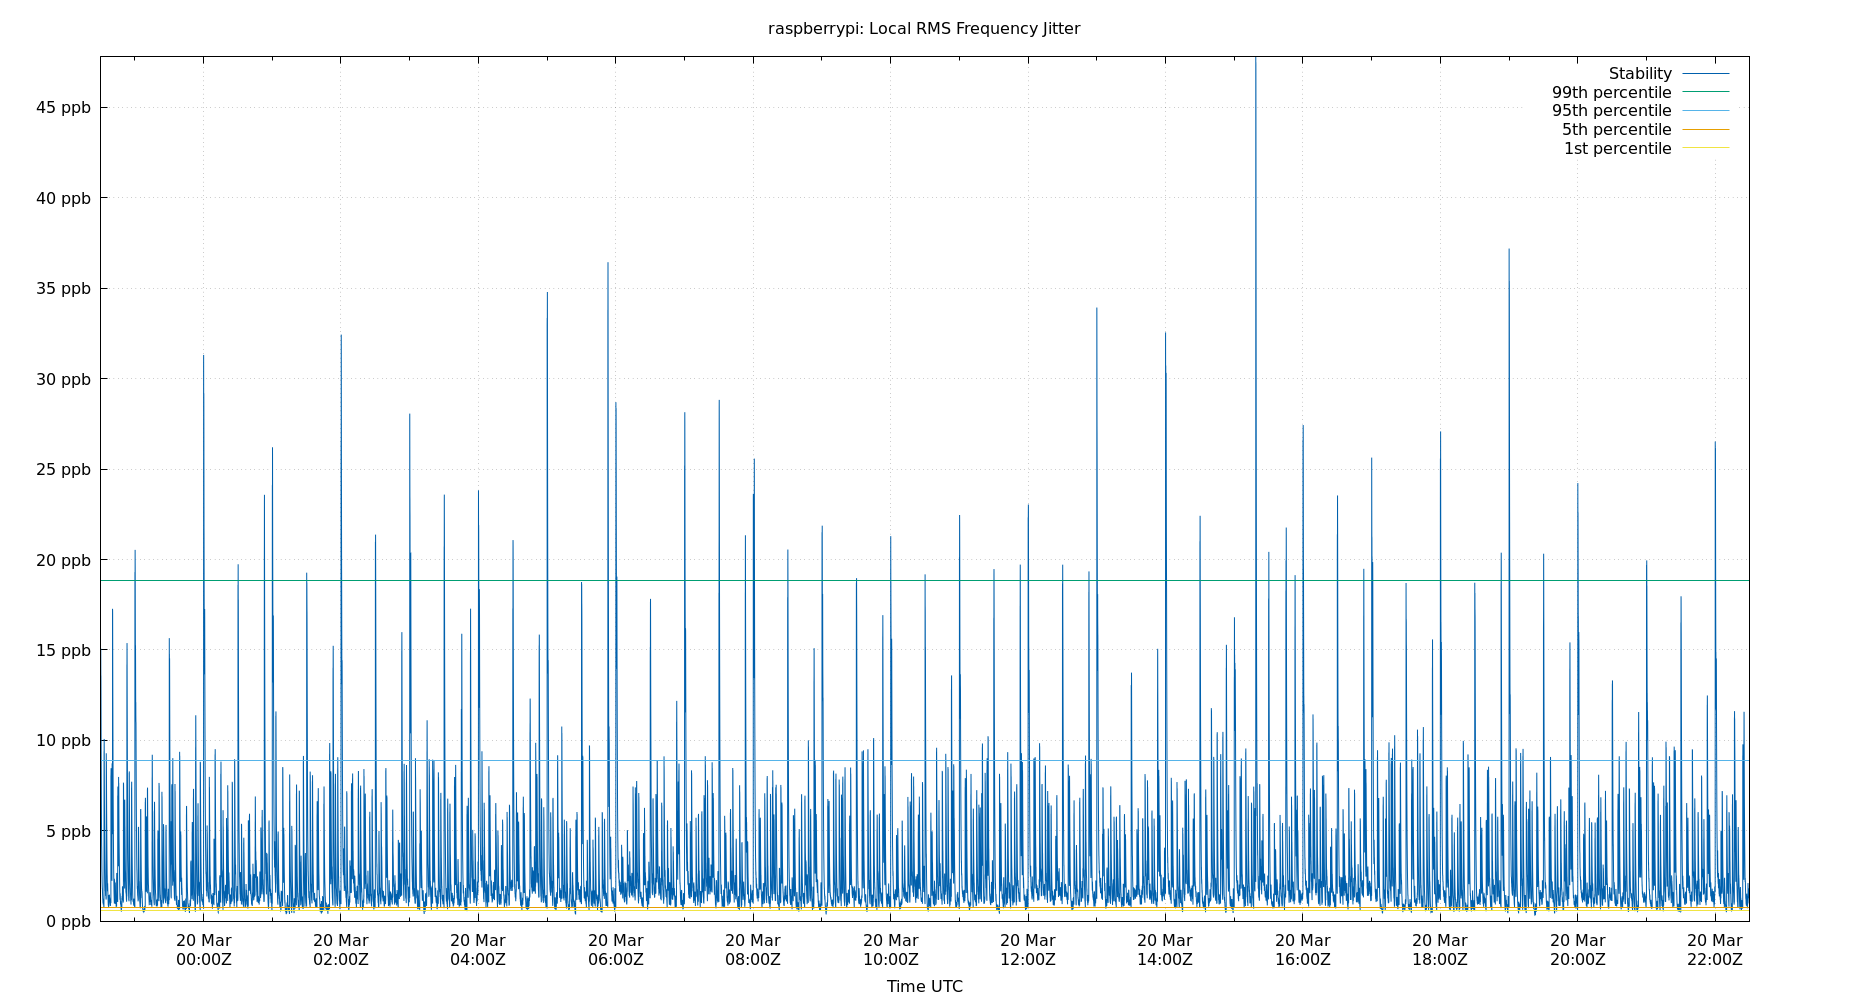 raspberrypi: Local RMS Frequency Jitter
Stability
99th percentile
95th percentile
5th percentile
1st percentile
45 ppb
40 ppb
35 ppb
30 ppb
25 ppb
20 ppb
15 ppb
10 ppb
5 ppb
0 ppb
20 Mar 20 Mar 20 Mar 20 Mar 20 Mar 20 Mar 20 Mar 20 Mar 20 Mar 20 Mar 20 Mar 20 Mar
00:00Z 02:00Z 04:00Z 06:00Z 08:00Z 10:00Z 12:00Z 14:00Z 16:00Z 18:00Z 20:00Z 22:00Z
Time UTC